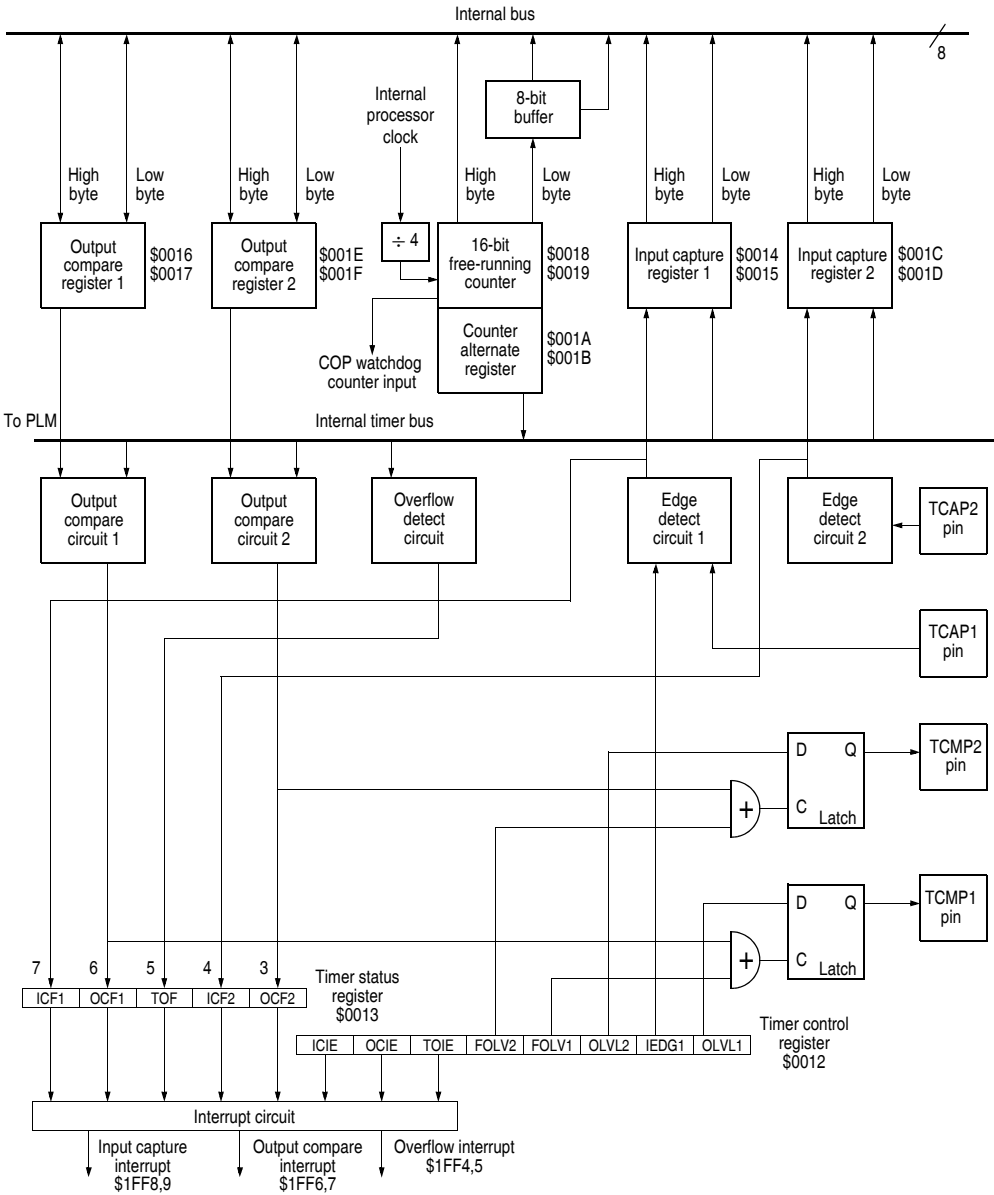 Internal bus
8
Internal
processor
clock
8-bit
buffer
High
byte
Low
byte
High
byte
Low
byte
High
byte
Low
byte
High
byte
Low
byte
High
byte
Low
byte
Output
compare
register 1
$0016
$0017
Output
compare
register 2
$001E
$001F
÷ 4
16-bit
free-running
counter
$0018
$0019
Input capture
register 1
$0014
$0015
Input capture
register 2
$001C
$001D
Counter
alternate
register
$001A
$001B
COP watchdog
counter input
To PLM
Internal timer bus
Output
compare
circuit 1
Output
compare
circuit 2
Overflow
detect
circuit
Edge
detect
circuit 1
Edge
detect
circuit 2
TCAP2
pin
TCAP1
pin
D Q
C
Latch
TCMP2
pin
+
D Q
C
Latch
TCMP1
pin
+
7 6 5 4 3
ICF1 OCF1 TOF ICF2 OCF2
Timer status
register
$0013
ICIE OCIE TOIE FOLV2 FOLV1 OLVL2 IEDG1 OLVL1
Timer control
register
$0012
Interrupt circuit
Input capture
interrupt
$1FF8,9
Output compare
interrupt
$1FF6,7
Overflow interrupt
$1FF4,5